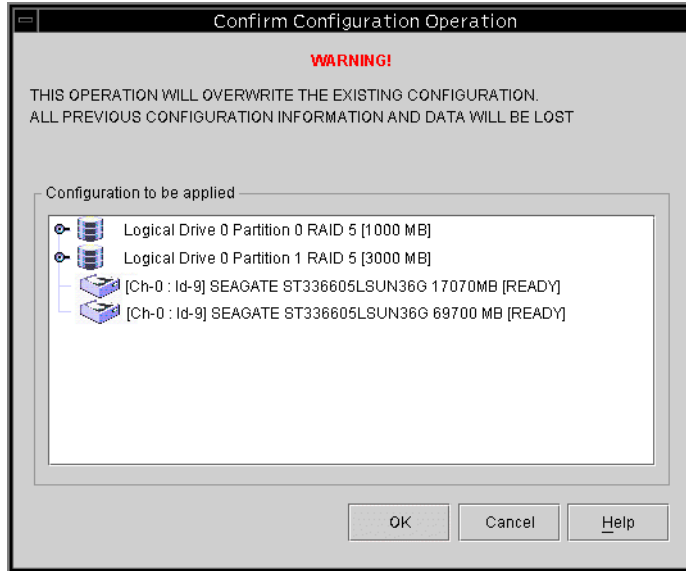 Confirm Configuration Operation
WARNING!
THIS OPERATION WILL OVERWRITE THE EXISTING CONFIGURATION.
ALL PREVIOUS CONFIGURATION INFORMATION AND DATA WILL BE LOST
Configuration to be applied
Logical Drive 0 Partition 0 RAID 5 [1000 MB]
Logical Drive 0 Partition 1 RAID 5 [3000 MB]
[Ch-0 : Id-9] SEAGATE ST336605LSUN36G 17070MB [READY]
[Ch-0 : Id-9] SEAGATE ST336605LSUN36G 69700 MB [READY]
OK Cancel Help